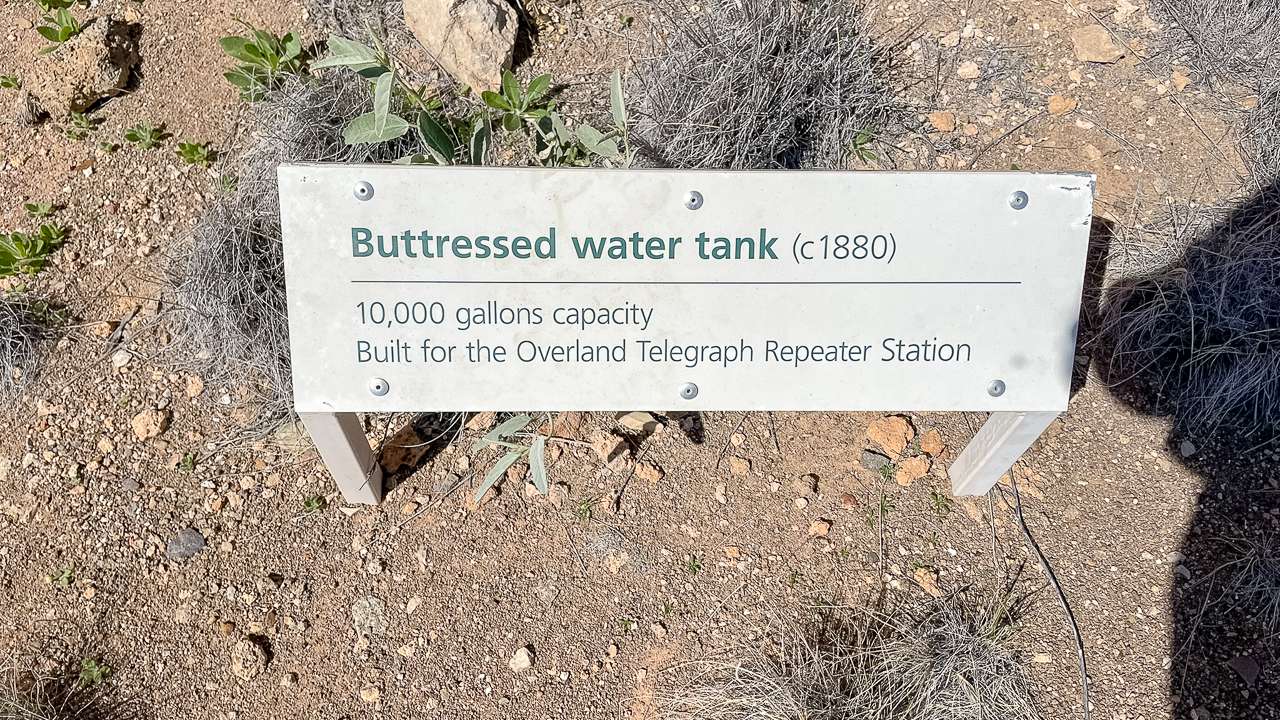 Buttressed water tank (c1880)
10,000 gallons capacity
Built for the Overland Telegraph Repeater Station